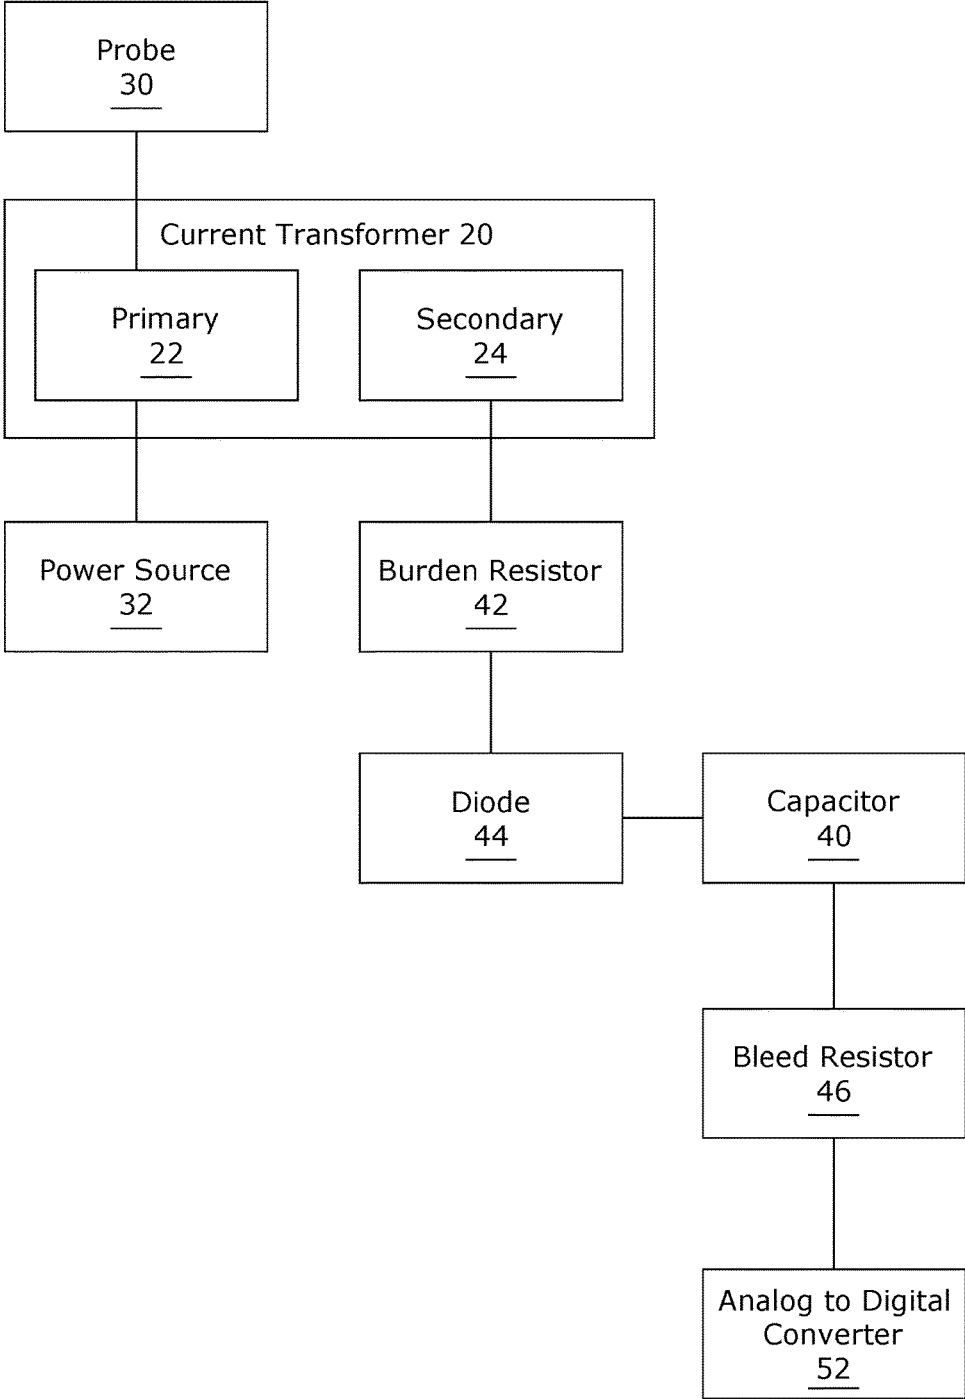 Probe
30
Current Transformer 20
Primary
22
Secondary
24
Power Source
32
Burden Resistor
42
Diode
44
Capacitor
40
Bleed Resistor
46
Analog to Digital
Converter
52